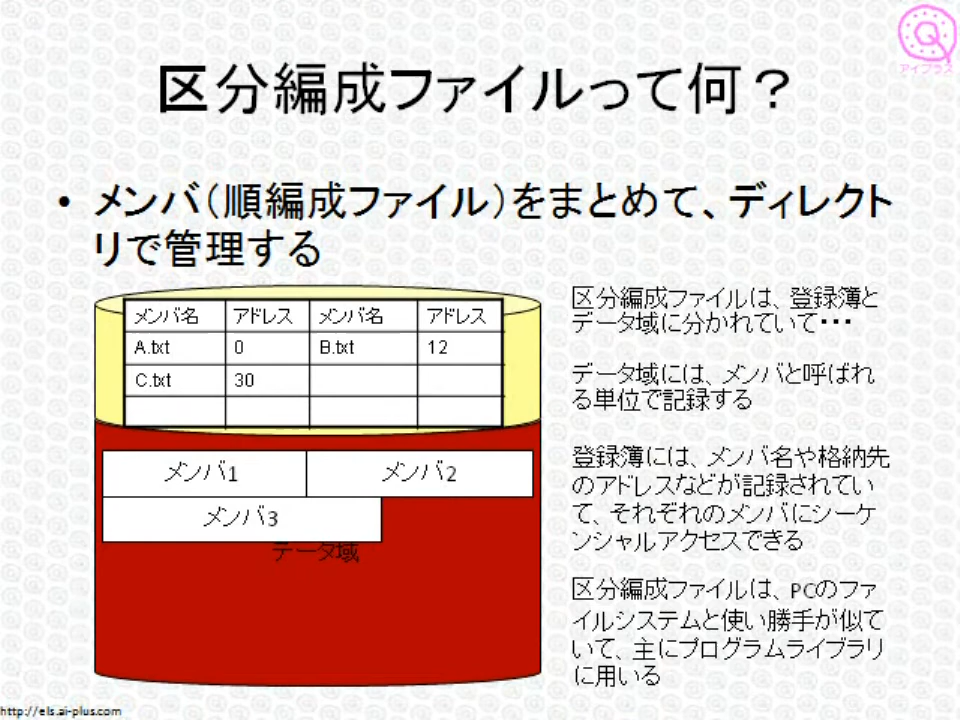 アイプラス
区分編成ファイルって何？
• メンバ（順編成ファイル）をまとめて、ディレクト
リで管理する
メンバ名 アドレス メンバ名 アドレス
A.txt 0 B.txt 12
C.txt 30
メンバ1 メンバ2
メンバ3
データ域
区分編成ファイルは、登録簿と
データ域に分かれていて・・・
データ域には、メンバと呼ばれ
る単位で記録する
登録簿には、メンバ名や格納先
のアドレスなどが記録されてい
て、それぞれのメンバにシーケ
ンシャルアクセスできる
区分編成ファイルは、PCのファ
イルシステムと使い勝手が似て
いて、主にプログラムライブラリ
に用いる
http://els.ai-plus.com